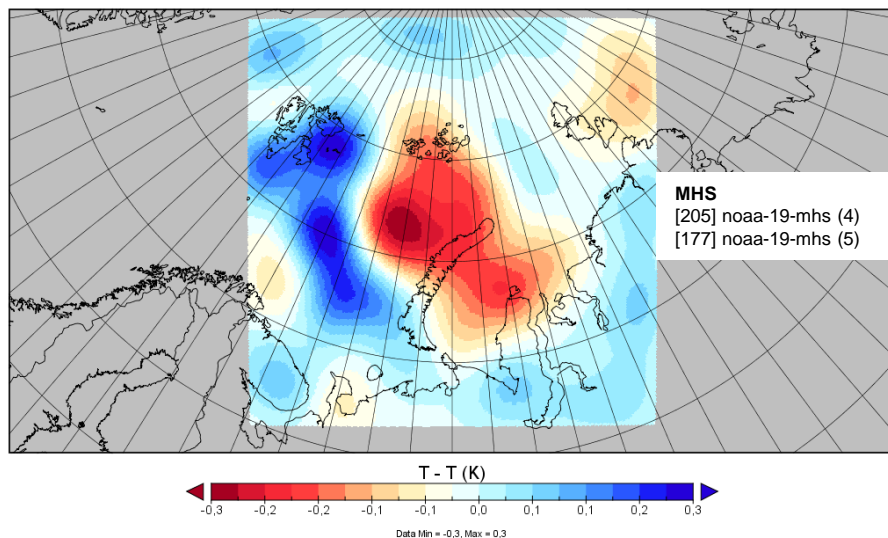 MHS
[205] noaa-19-mhs (4)
[177] noaa-19-mhs (5)
T - T (K)
-0,3 -0,2 -0,2 -0,1 -0,1 0,0 0,1 0,1 0,2 0,2 0,3
Data Min = -0,3, Max = 0,3